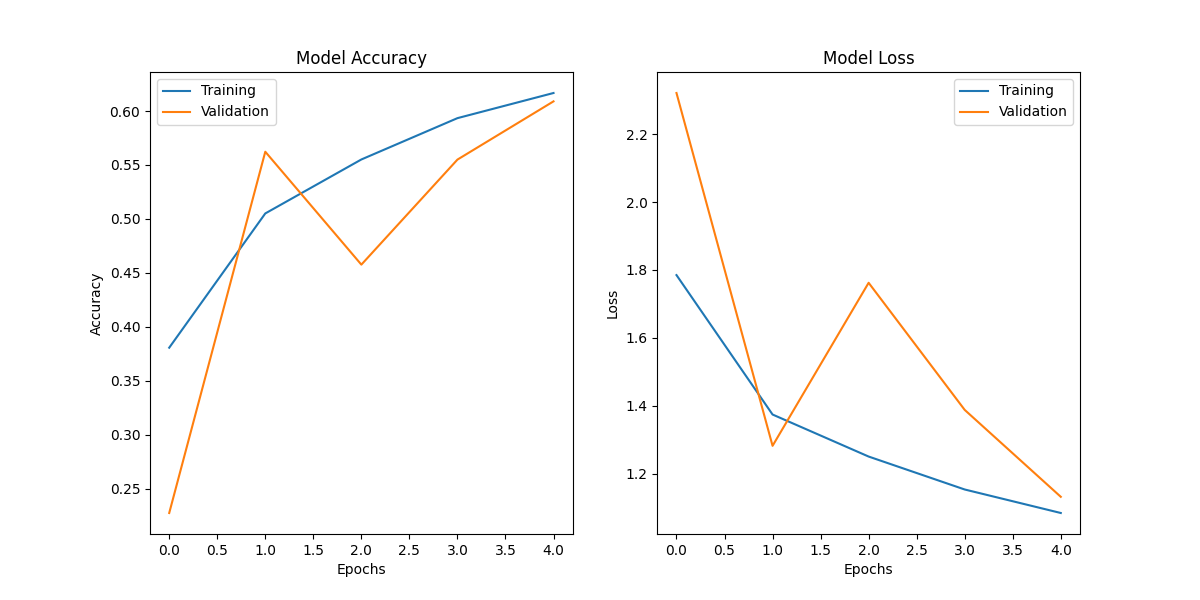 Model Accuracy
Training
Validation
0.60
0.55
0.50
0.45
0.40
0.35
0.30
0.25
Accuracy
0.0 0.5 1.0 1.5 2.0 2.5 3.0 3.5 4.0
Epochs
Model Loss
Training
Validation
2.2
2.0
1.8
1.6
1.4
1.2
Loss
0.0 0.5 1.0 1.5 2.0 2.5 3.0 3.5 4.0
Epochs